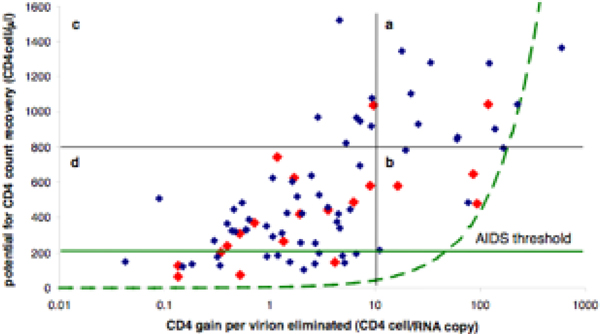 potential for CD4 count recovery (CD4cell/µl)
1600
1400
1200
1000
800
600
400
200
0
c
a
d
b
AIDS threshold
0.01
0.1
1
10
100
1000
CD4 gain per virion eliminated (CD4 cell/RNA copy)